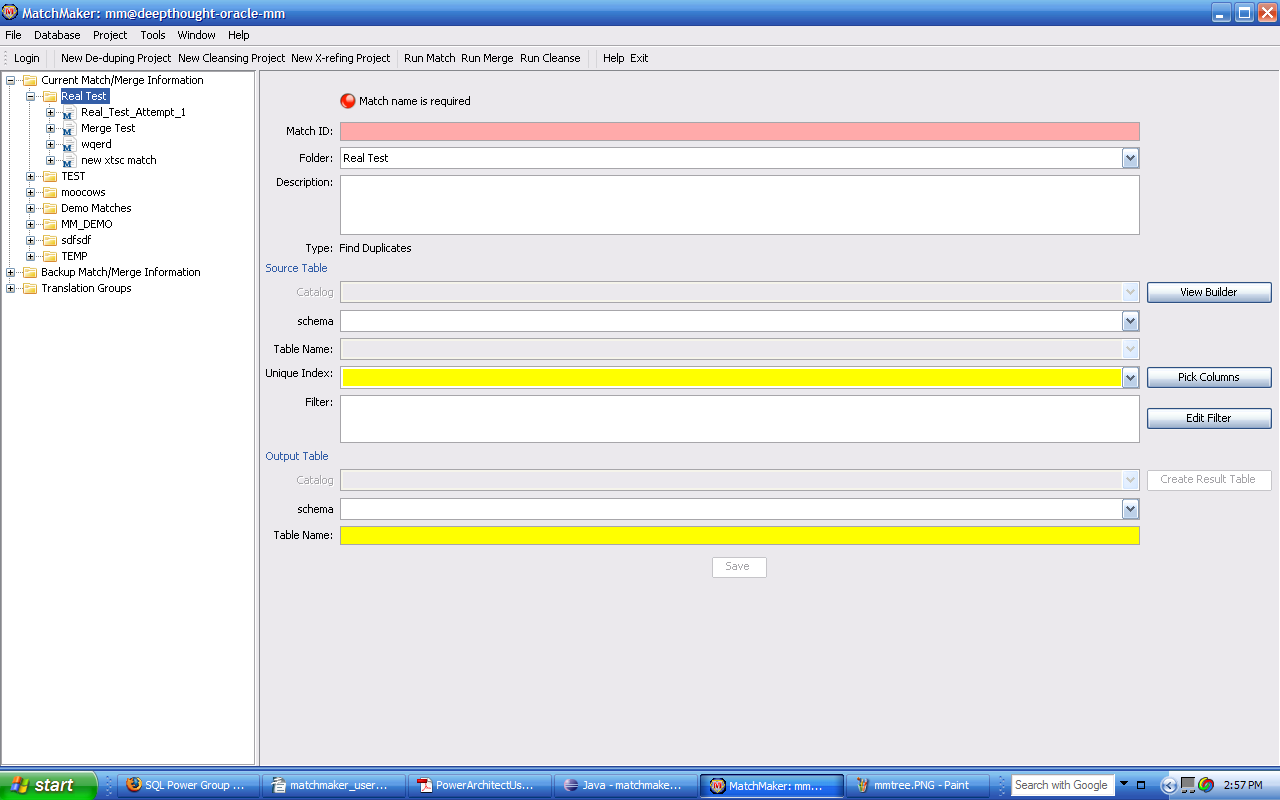 MatchMaker: mm@deepthought-oracle-mm
File Database Project Tools Window Help
Login New De-duping Project New Cleansing Project New X-refing Project Run Match Run Merge Run Cleanse Help Exit
Current Match/Merge Information
Real Test
Real_Test_Attempt_1
Merge Test
wqerd
new xtsc match
TEST
moocows
Demo Matches
MM_DEMO
sdfsdf
TEMP
Backup Match/Merge Information
Translation Groups
Match name is required
Match ID:
Folder: Real Test
Description:
Type: Find Duplicates
Source Table
Catalog View Builder
schema
Table Name:
Unique Index: Pick Columns
Filter:
Edit Filter
Output Table
Catalog Create Result Table
schema
Table Name:
Save
start SQL Power Group ... matchmaker_user... PowerArchitectUs... Java - matchmake... MatchMaker: mm... mmtree.PNG - Paint Search with Google 2:57 PM